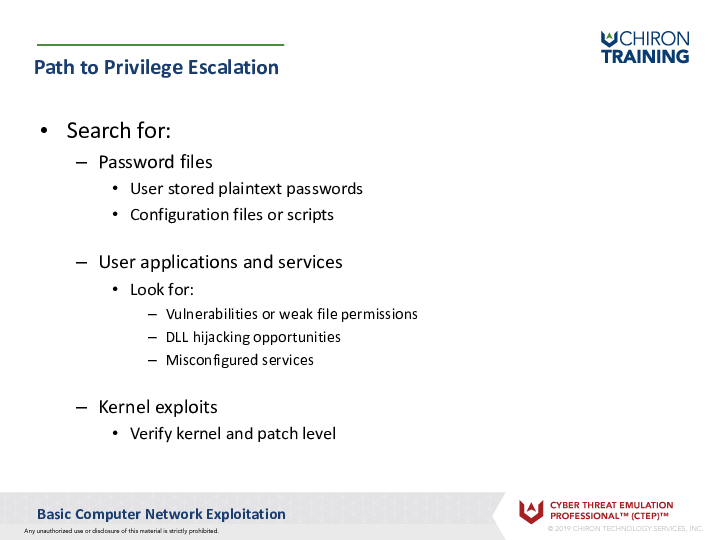 CHIRON
TRAINING
Path to Privilege Escalation
• Search for:
– Password files
• User stored plaintext passwords
• Configuration files or scripts
– User applications and services
• Look for:
– Vulnerabilities or weak file permissions
– DLL hijacking opportunities
– Misconfigured services
– Kernel exploits
• Verify kernel and patch level
Basic Computer Network Exploitation
Any unauthorized use or disclosure of this material is strictly prohibited.
CYBER THREAT EMULATION
PROFESSIONAL™ (CTEP)™
© 2019 CHIRON TECHNOLOGY SERVICES, INC.